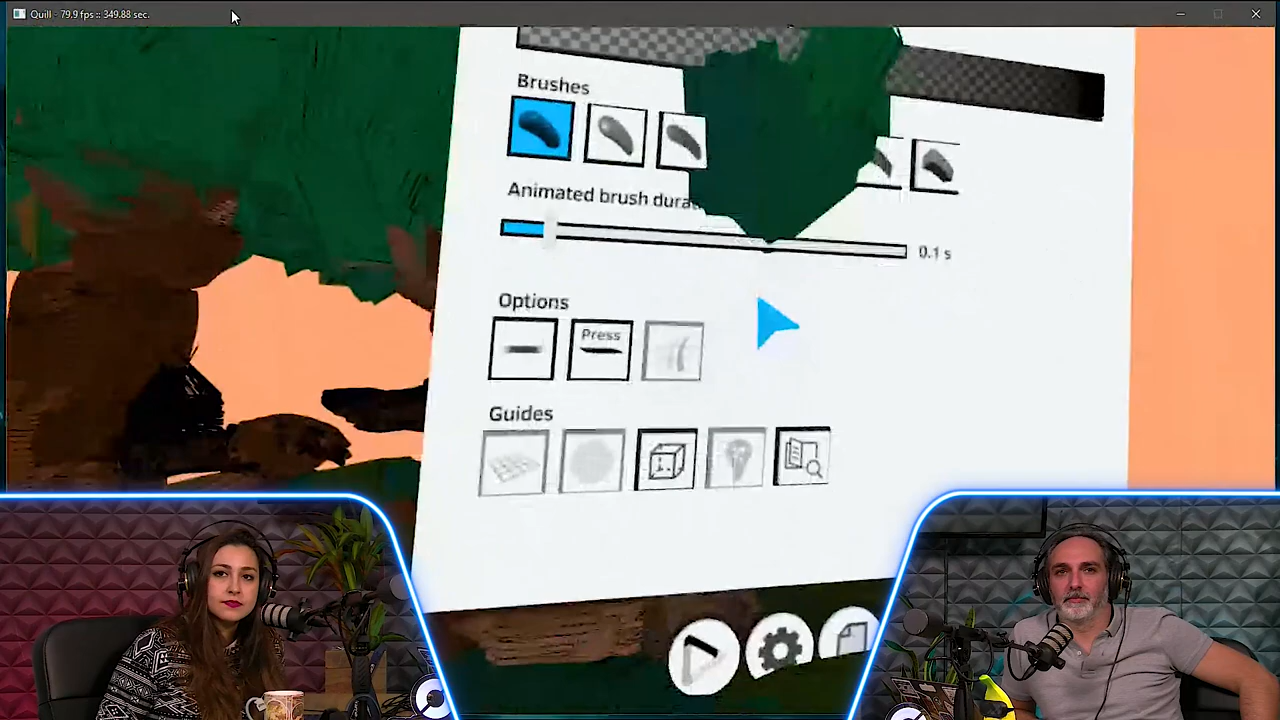 Quill - 79.9 fps :: 349.88 sec.
Brushes
Animated brush dura
0.1 s
Options
Press
Guides